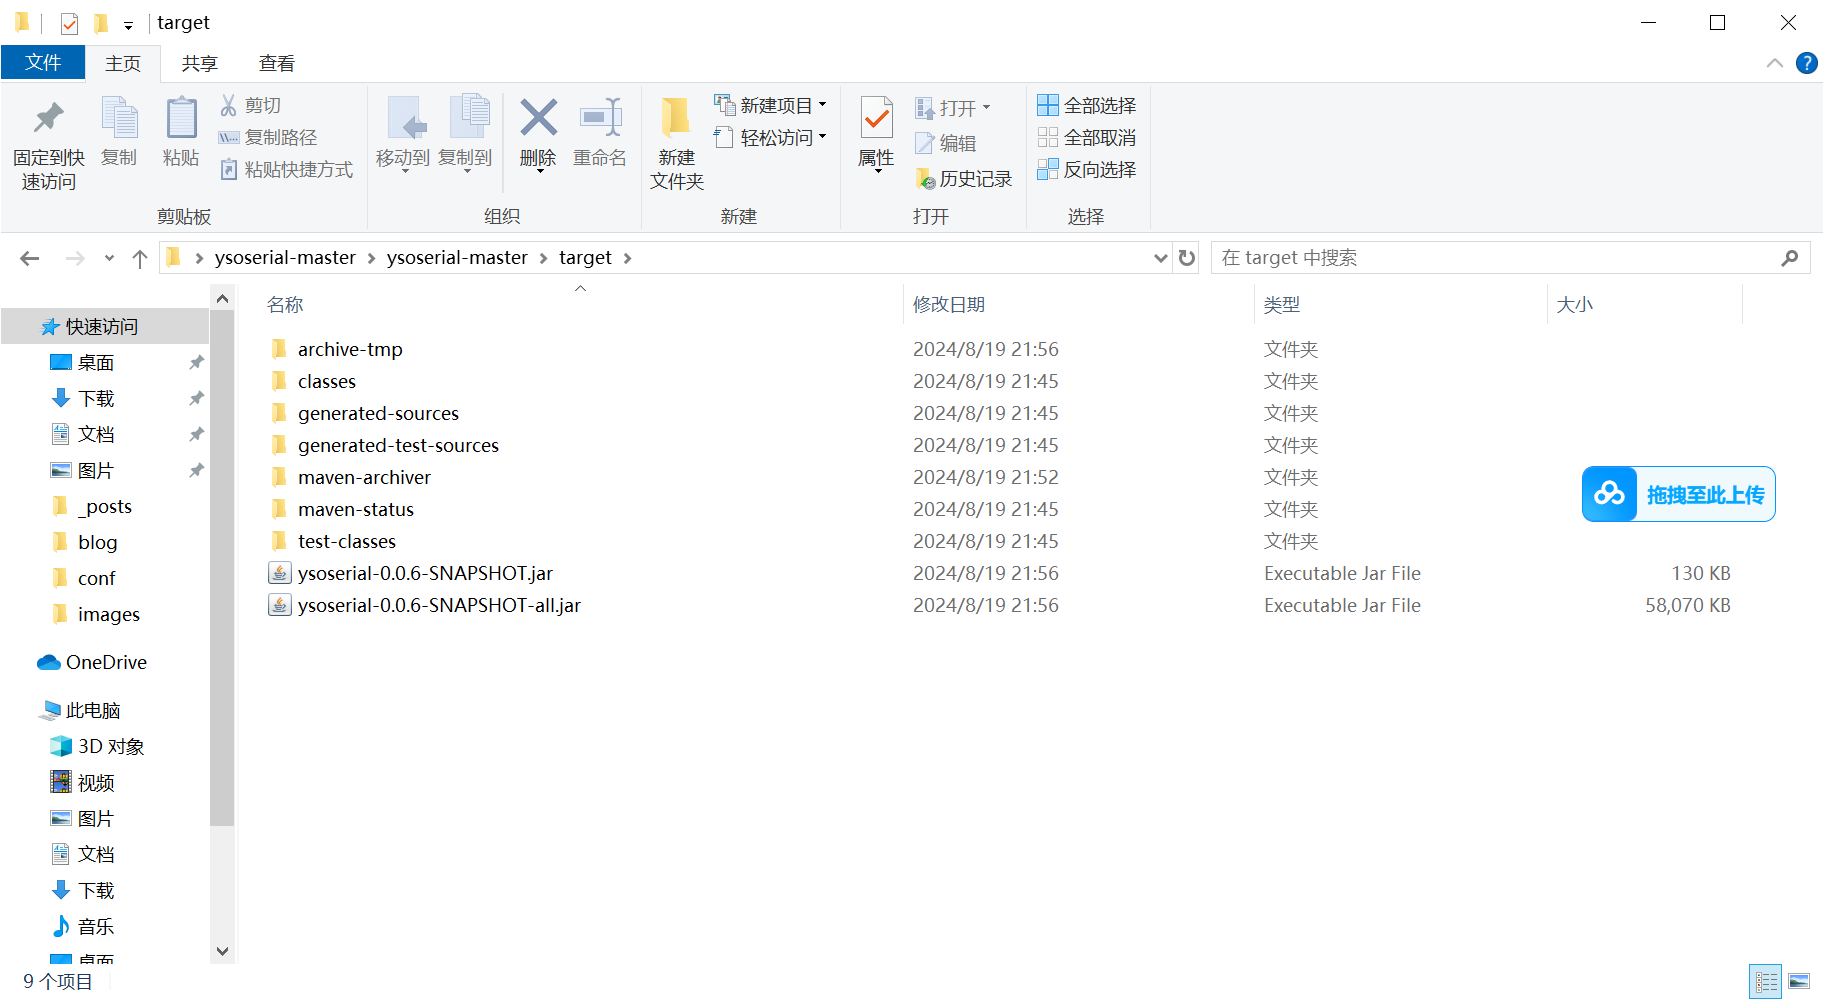 target
文件 主页 共享 查看
固定到快速访问
复制
粘贴
剪切
复制路径
粘贴快捷方式
剪贴板
移动到
复制到
删除
重命名
组织
新建文件夹
新建项目
轻松访问
新建
属性
打开
编辑
历史记录
打开
全部选择
全部取消
反向选择
选择
ysoserial-master > ysoserial-master > target >
在 target 中搜索
快速访问
桌面
下载
文档
图片
_posts
blog
conf
images
OneDrive
此电脑
3D 对象
视频
图片
文档
下载
音乐
桌面
名称 修改日期 类型 大小
archive-tmp 2024/8/19 21:56 文件夹
classes 2024/8/19 21:45 文件夹
generated-sources 2024/8/19 21:45 文件夹
generated-test-sources 2024/8/19 21:45 文件夹
maven-archiver 2024/8/19 21:52 文件夹
maven-status 2024/8/19 21:45 文件夹
test-classes 2024/8/19 21:45 文件夹
ysoserial-0.0.6-SNAPSHOT.jar 2024/8/19 21:56 Executable Jar File 130 KB
ysoserial-0.0.6-SNAPSHOT-all.jar 2024/8/19 21:56 Executable Jar File 58,070 KB
拖拽至此上传
9 个项目